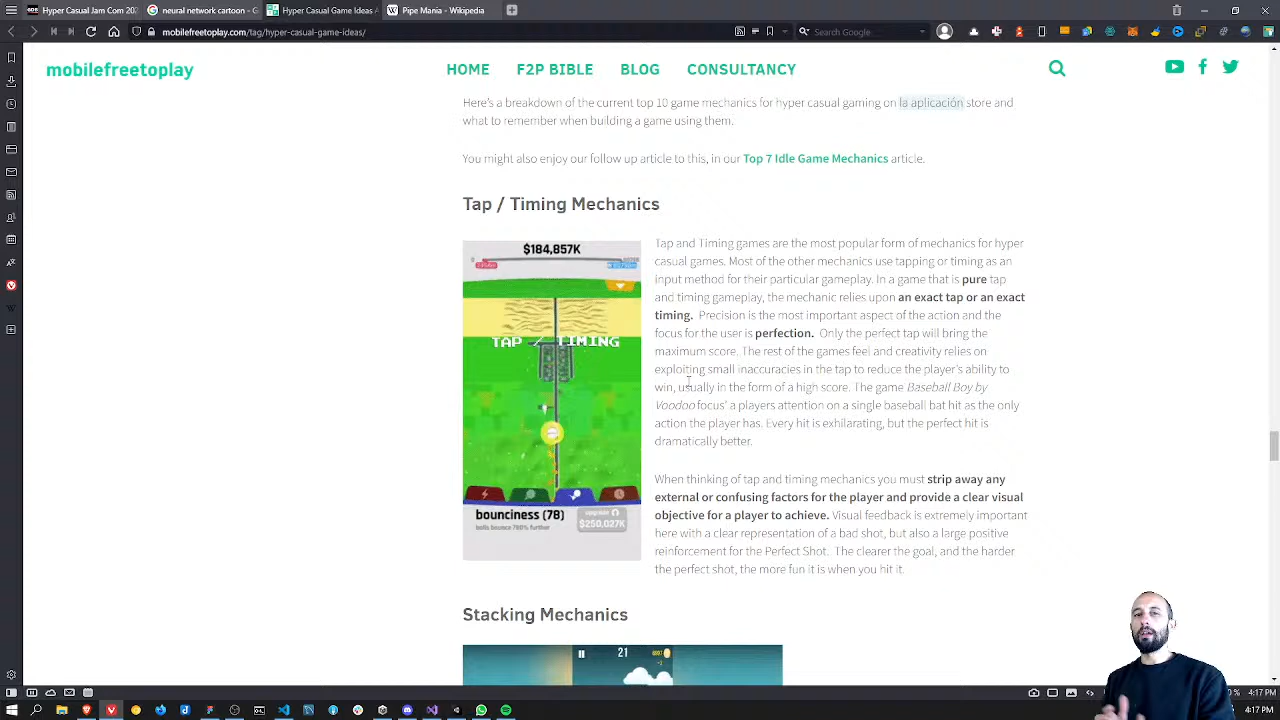 Hyper Casual Jam Com 202
neural network cartoon - G
Hyper Casual Game Ideas A
Pipe Mania - Wikipedia
mobilefreetoplay.com/tag/hyper-casual-game-ideas/
Search Google
mobilefreetoplay
HOME
F2P BIBLE
BLOG
CONSULTANCY
Here's a breakdown of the current top 10 game mechanics for hyper casual gaming on la aplicación store and
what to remember when building a game using them.
You might also enjoy our follow up article to this, in our Top 7 Idle Game Mechanics article.
Tap / Timing Mechanics
$184,857K
TAP / TIMING
bounciness (78)
balls bounce 780% further
upgrade
$250,027K
Tap and Timing games are the most popular form of mechanics for hyper
casual games. Most of the other mechanics use tapping or timing as an
input method for their particular gameplay. In a game that is pure tap
and timing gameplay, the mechanic relies upon an exact tap or an exact
timing. Precision is the most important aspect of the action and the
focus for the user is perfection. Only the perfect tap will bring the
maximum score. The rest of the games feel and creativity relies on
exploiting small inaccuracies in the tap to reduce the player's ability to
win, usually in the form of a high score. The game Baseball Boy by
Voodoo focus' a players attention on a single baseball bat hit as the only
action the player has. Every hit is exhilarating, but the perfect hit is
dramatically better.
When thinking of tap and timing mechanics you must strip away any
external or confusing factors for the player and provide a clear visual
objective for a player to achieve. Visual feedback is extremely important
here with a clear representation of a bad shot, but also a large positive
reinforcement for the Perfect Shot. The clearer the goal, and the harder
the perfect shot, the more fun it is when you hit it.
Stacking Mechanics
21
4:17 PM
4:17 PM